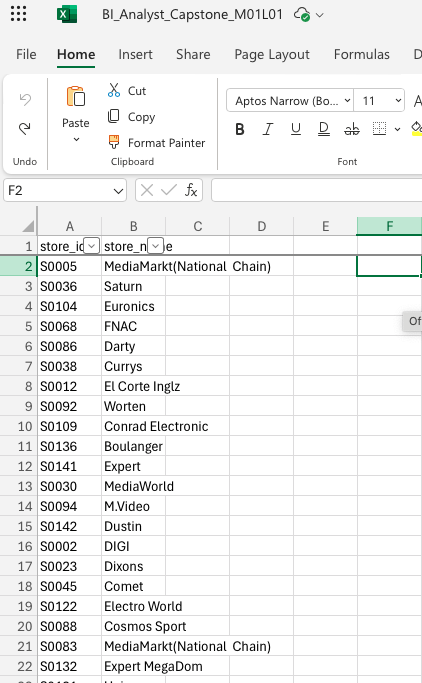 BI_Analyst_Capstone_M01L01
File Home Insert Share Page Layout Formulas D
Cut
Copy
Paste
Format Painter
Undo Clipboard
Aptos Narrow (Bo... 11 A
B I U D ab
Font
F2 fx
A B C D E F
1 store_id store_n me
2 S0005 MediaMarkt(National Chain)
Of
3 S0036 Saturn
4 S0104 Euronics
5 S0068 FNAC
6 S0086 Darty
7 S0038 Currys
8 S0012 El Corte Inglz
9 S0092 Worten
10 S0109 Conrad Electronic
11 S0136 Boulanger
12 S0141 Expert
13 S0030 MediaWorld
14 S0094 M.Video
15 S0142 Dustin
16 S0002 DIGI
17 S0023 Dixons
18 S0045 Comet
19 S0122 Electro World
20 S0088 Cosmos Sport
21 S0083 MediaMarkt(National Chain)
22 S0132 Expert MegaDom